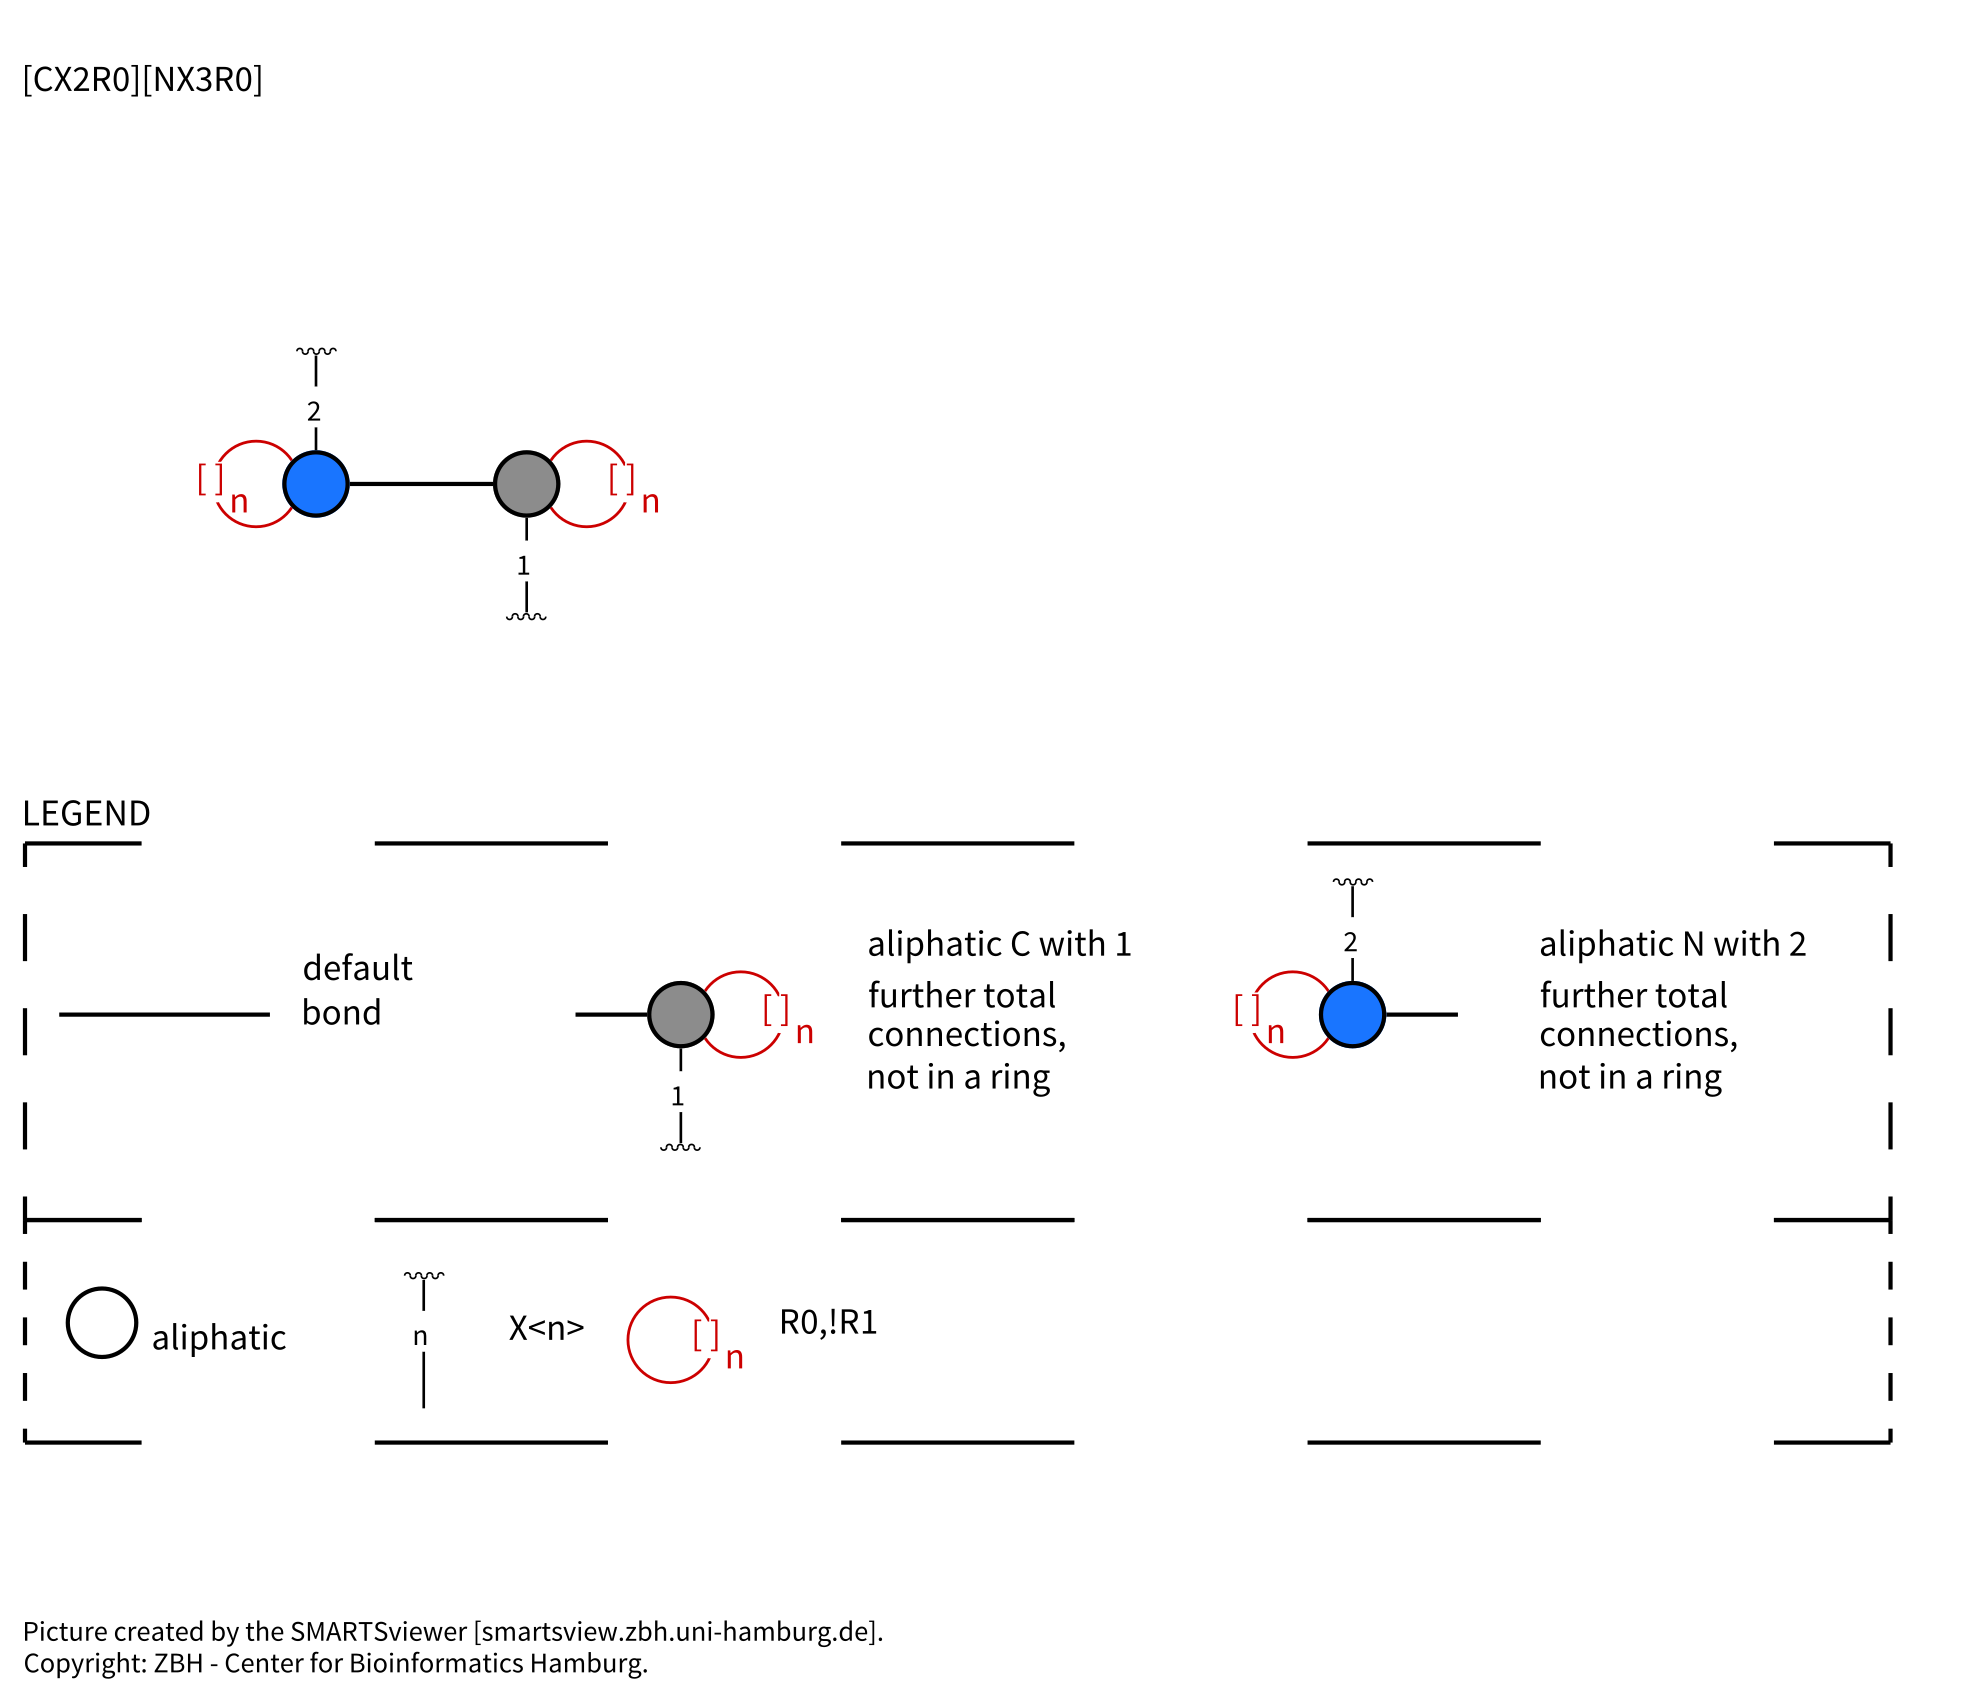 [CX2R0][NX3R0]
2
[ ]n
[ ]n
1
LEGEND
default
bond
[ ]n
1
aliphatic C with 1
further total
connections,
not in a ring
2
[ ]n
aliphatic N with 2
further total
connections,
not in a ring
aliphatic
n
X<n>
[ ]n
R0,!R1
Picture created by the SMARTSviewer [smartsview.zbh.uni-hamburg.de].
Copyright: ZBH - Center for Bioinformatics Hamburg.